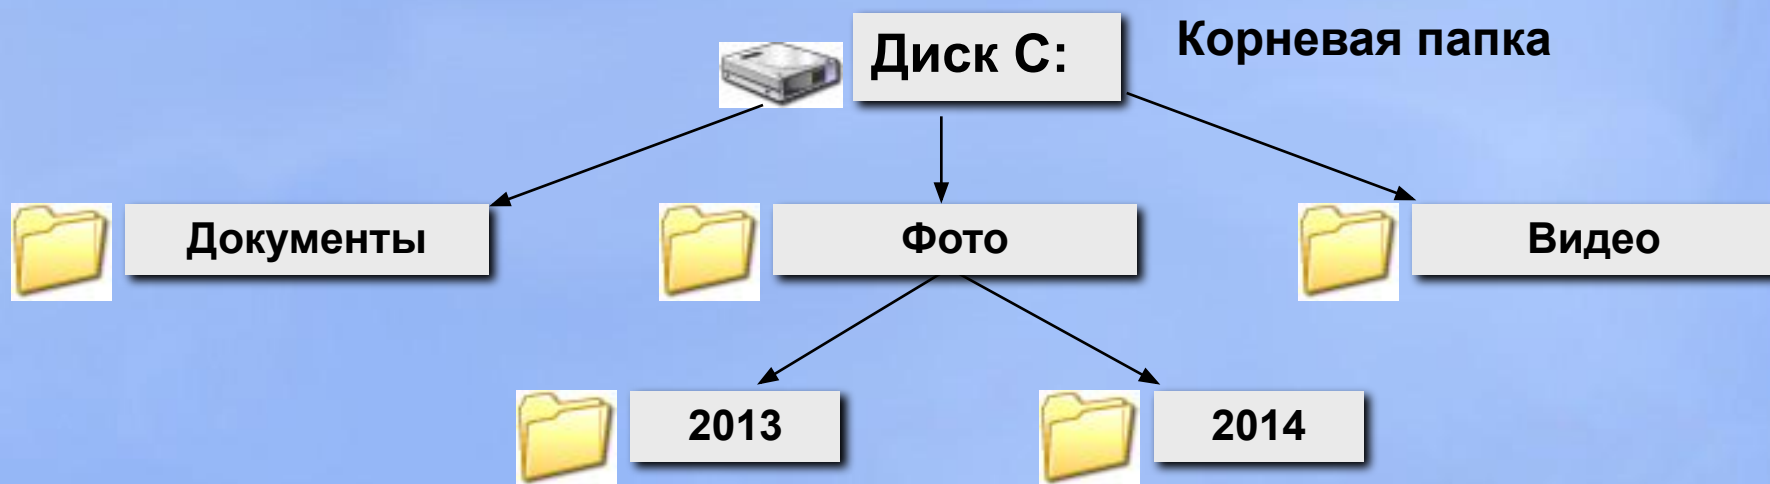 Диск C:
Корневая папка
Документы
Фото
Видео
2013
2014